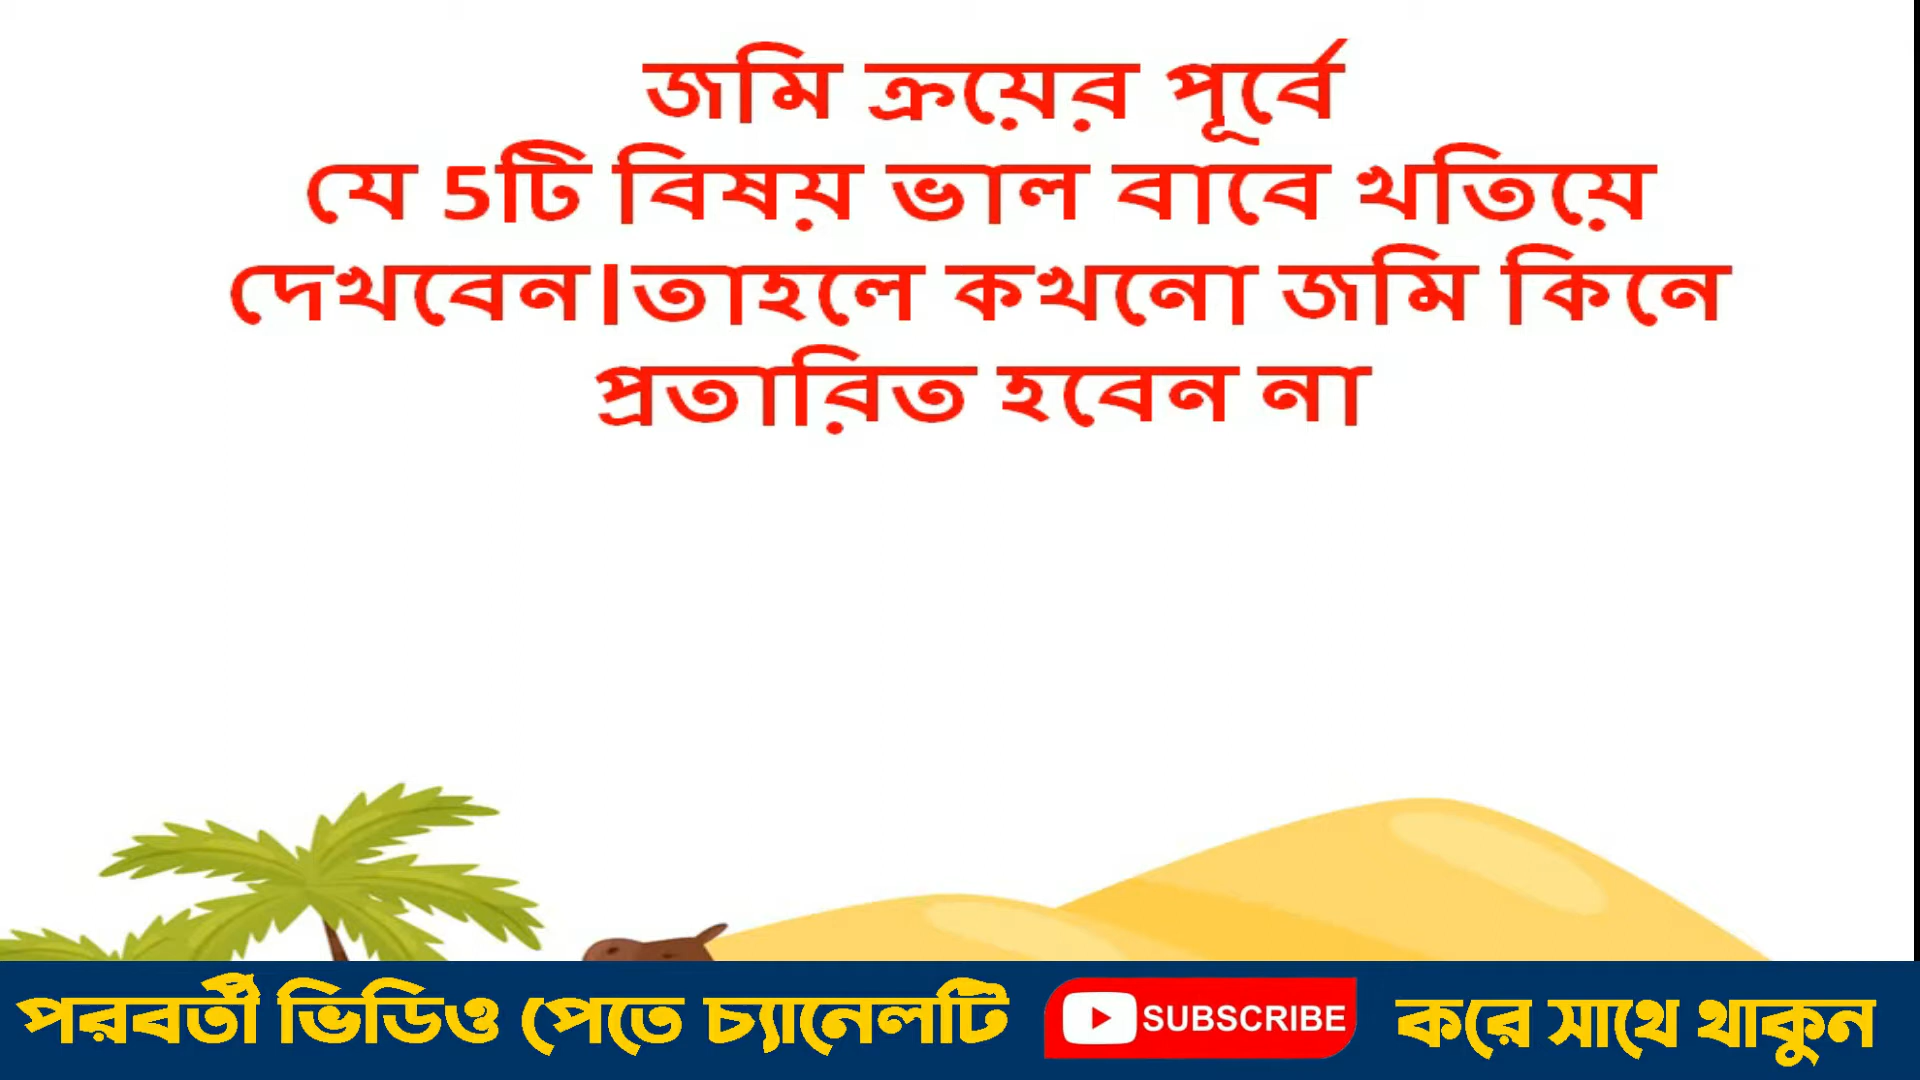 জমি ক্রয়ের পূর্বে
যে 5টি বিষয় ভাল বাবে খতিয়ে
দেখবেন।তাহলে কখনো জমি কিনে
প্রতারিত হবেন না
পরবর্তী ভিডিও পেতে চ্যানেলটি SUBSCRIBE করে সাথে থাকুন